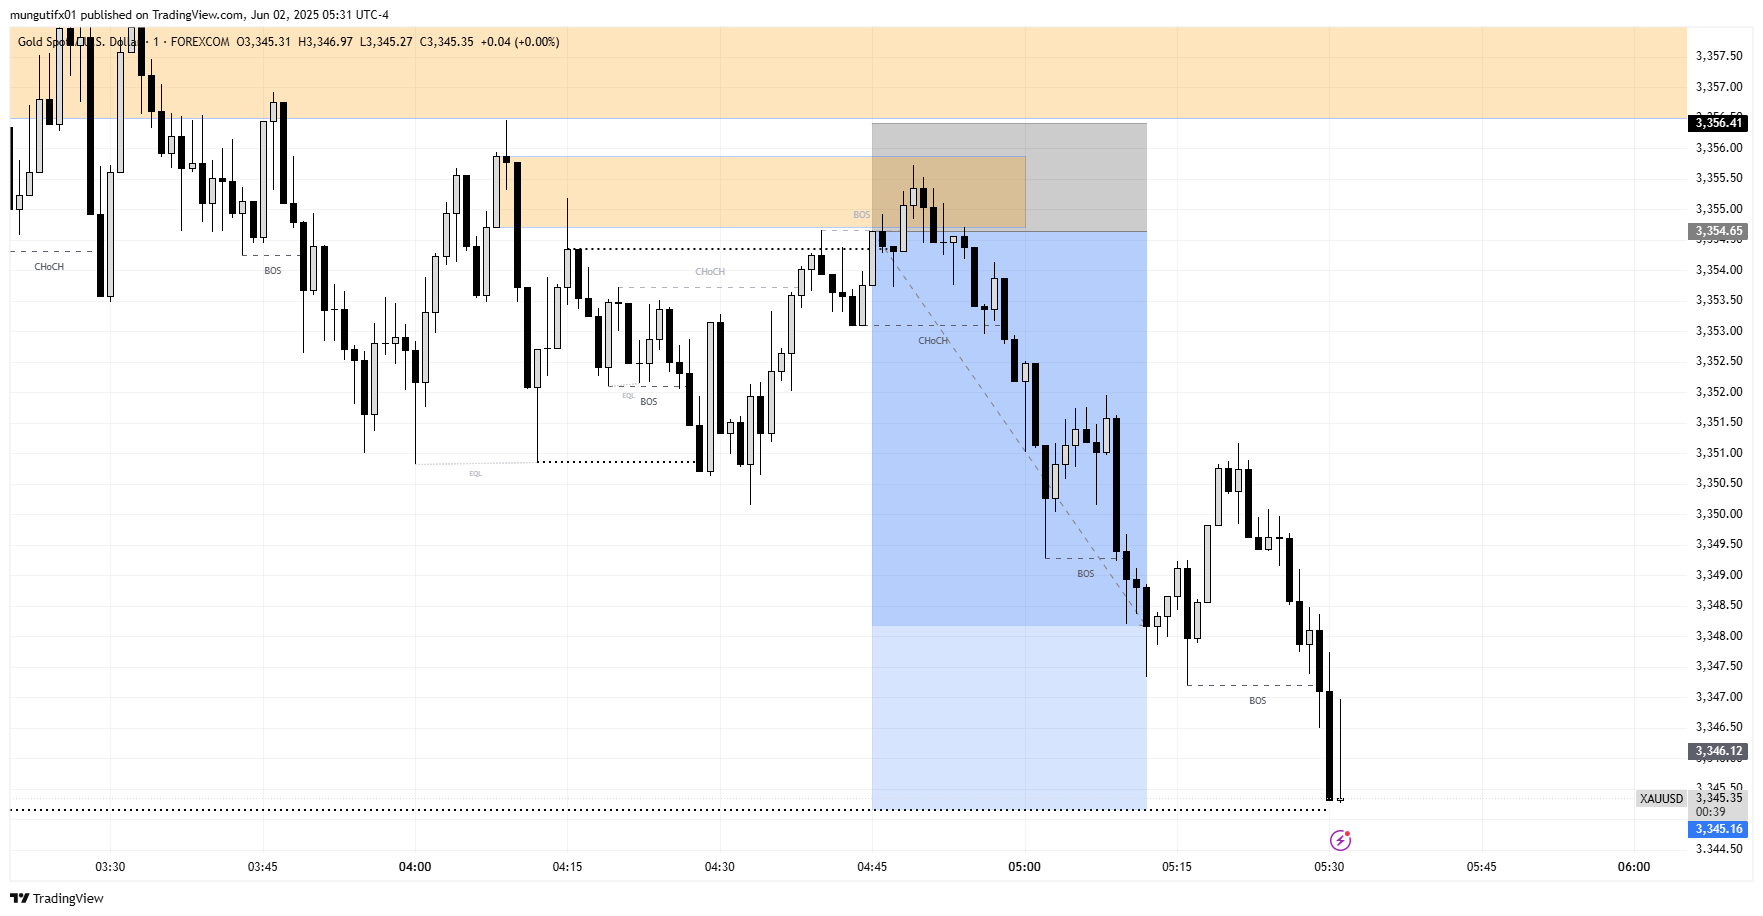 mungutifx01 published on TradingView.com, Jun 02, 2025 05:31 UTC-4
Gold Spot / U.S. Dollar · 1 · FOREXCOM O3,345.31 H3,346.97 L3,345.27 C3,345.35 +0.04 (+0.00%)
3,357.50
3,357.00
3,356.41
3,356.00
3,355.50
3,355.00
BOS
3,354.65
CHoCH
BOS
CHoCH
3,354.00
3,353.50
3,353.00
CHoCH
3,352.50
3,352.00
EQL
BOS
3,351.50
3,351.00
EQL
3,350.50
3,350.00
3,349.50
BOS
3,349.00
3,348.50
3,348.00
3,347.50
3,347.00
BOS
3,346.50
3,346.12
3,345.50
XAUUSD 3,345.35
00:39
3,345.16
3,344.50
03:30 03:45 04:00 04:15 04:30 04:45 05:00 05:15 05:30 05:45 06:00
TradingView